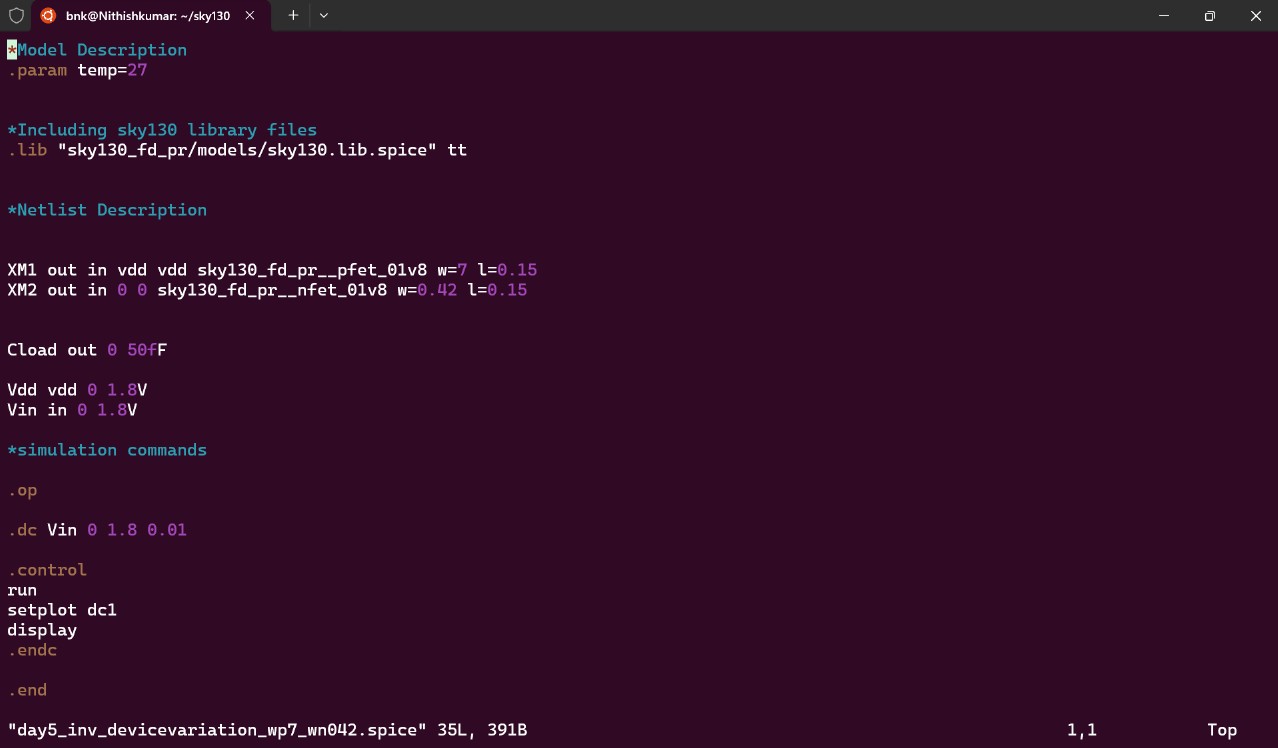 bnk@Nithishkumar: ~/sky130
*Model Description
.param temp=27
*Including sky130 library files
.lib "sky130_fd_pr/models/sky130.lib.spice" tt
*Netlist Description
XM1 out in vdd vdd sky130_fd_pr__pfet_01v8 w=7 l=0.15
XM2 out in 0 0 sky130_fd_pr__nfet_01v8 w=0.42 l=0.15
Cload out 0 50fF
Vdd vdd 0 1.8V
Vin in 0 1.8V
*simulation commands
.op
.dc Vin 0 1.8 0.01
.control
run
setplot dc1
display
.endc
.end
"day5_inv_devicevariation_wp7_wn042.spice" 35L, 391B 1,1 Top